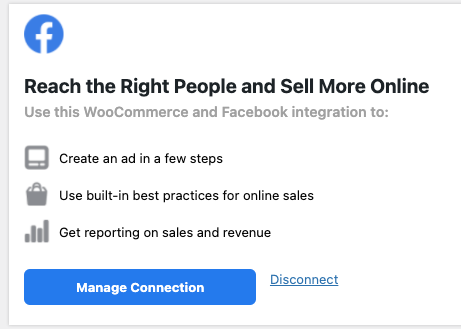 Reach the Right People and Sell More Online
Use this WooCommerce and Facebook integration to:
Create an ad in a few steps
Use built-in best practices for online sales
Get reporting on sales and revenue
Manage Connection
Disconnect